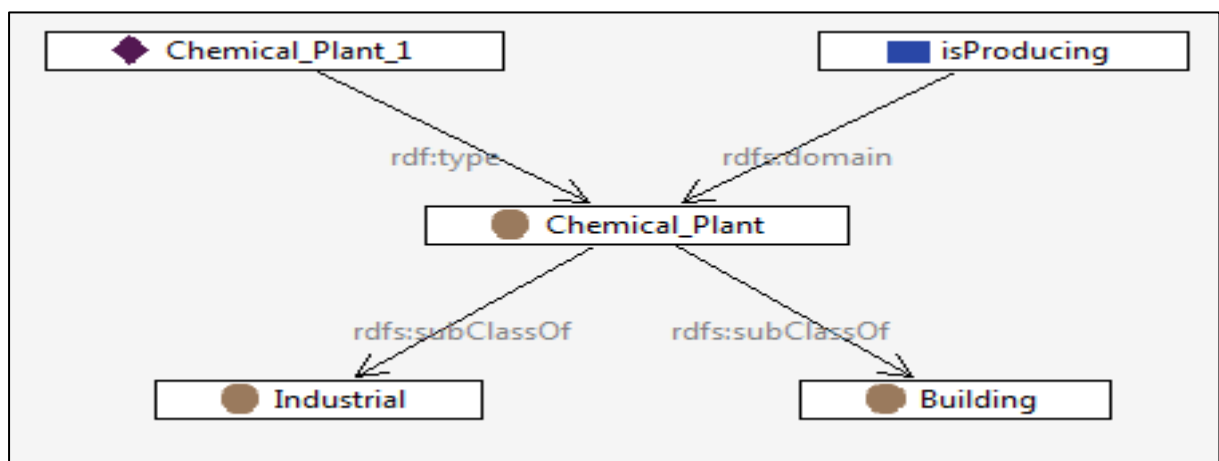 Chemical_Plant_1
isProducing
rdf:type
rdfs:domain
Chemical_Plant
rdfs:subClassOf
rdfs:subClassOf
Industrial
Building